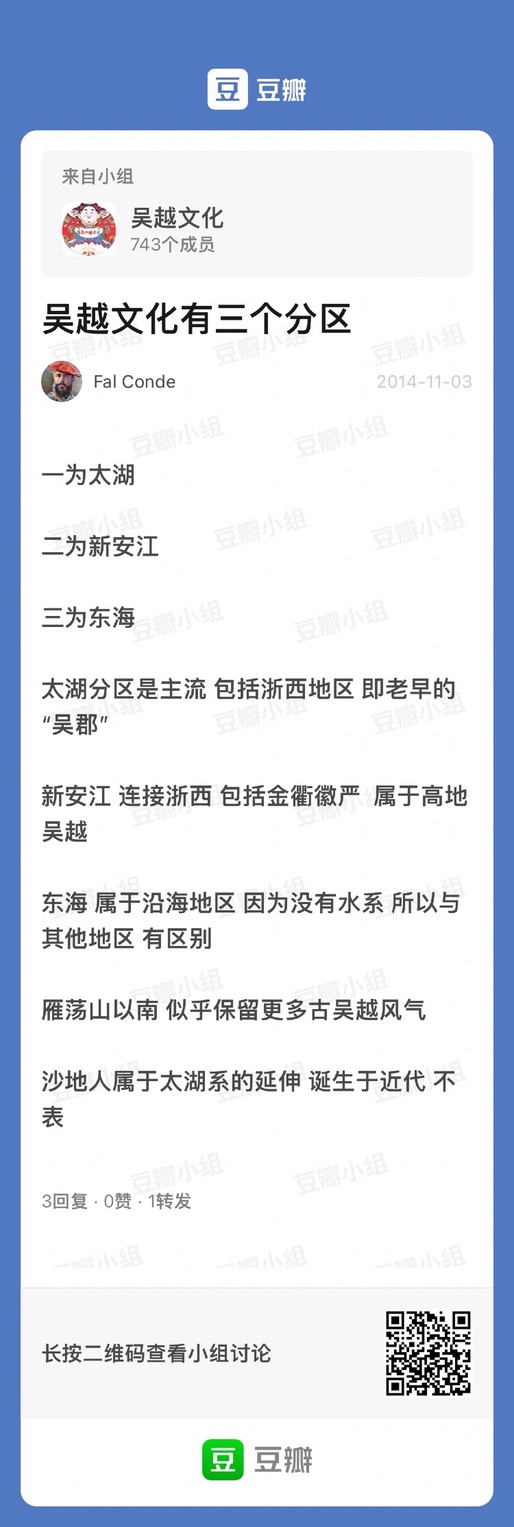 豆 豆瓣
来自小组
吴越文化
743个成员
吴越文化有三个分区
Fal Conde 2014-11-03
一为太湖
二为新安江
三为东海
太湖分区是主流 包括浙西地区 即老早的
“吴郡”
新安江 连接浙西 包括金衢徽严 属于高地
吴越
东海 属于沿海地区 因为没有水系 所以与
其他地区 有区别
雁荡山以南 似乎保留更多古吴越风气
沙地人属于太湖系的延伸 诞生于近代 不
表
3回复 · 0赞 · 1转发
长按二维码查看小组讨论
豆 豆瓣
豆瓣小组